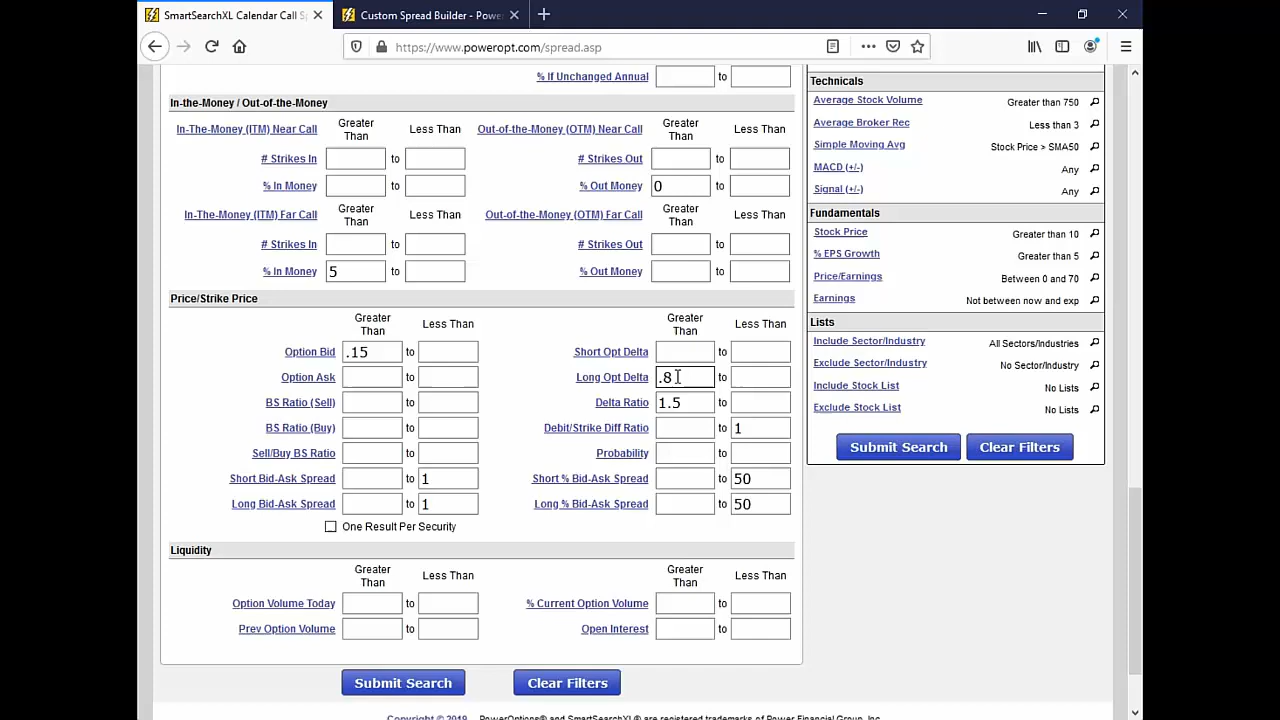 SmartSearchXL Calendar Call S
Custom Spread Builder - Powe
https://www.poweropt.com/spread.asp
% If Unchanged Annual to
In-the-Money / Out-of-the-Money
Greater Than Less Than
In-The-Money (ITM) Near Call
# Strikes In to
% In Money to
Greater Than Less Than
Out-of-the-Money (OTM) Near Call
# Strikes Out to
% Out Money 0 to
Greater Than Less Than
In-The-Money (ITM) Far Call
# Strikes In to
% In Money 5 to
Greater Than Less Than
Out-of-the-Money (OTM) Far Call
# Strikes Out to
% Out Money to
Price/Strike Price
Greater Than Less Than
Option Bid .15 to
Option Ask to
BS Ratio (Sell) to
BS Ratio (Buy) to
Sell/Buy BS Ratio to
Short Bid-Ask Spread to 1
Long Bid-Ask Spread to 1
One Result Per Security
Greater Than Less Than
Short Opt Delta to
Long Opt Delta .8 to
Delta Ratio 1.5 to
Debit/Strike Diff Ratio to 1
Probability to
Short % Bid-Ask Spread to 50
Long % Bid-Ask Spread to 50
Liquidity
Greater Than Less Than
Option Volume Today to
Prev Option Volume to
Greater Than Less Than
% Current Option Volume to
Open Interest to
Submit Search Clear Filters
Copyright © 2019 PowerOptions® and SmartSearchXL® are registered trademarks of Power Financial Group, Inc.
Technicals
Average Stock Volume Greater than 750
Average Broker Rec Less than 3
Simple Moving Avg Stock Price > SMA50
MACD (+/-) Any
Signal (+/-) Any
Fundamentals
Stock Price Greater than 10
% EPS Growth Greater than 5
Price/Earnings Between 0 and 70
Earnings Not between now and exp
Lists
Include Sector/Industry All Sectors/Industries
Exclude Sector/Industry No Sector/Industry
Include Stock List No Lists
Exclude Stock List No Lists
Submit Search Clear Filters